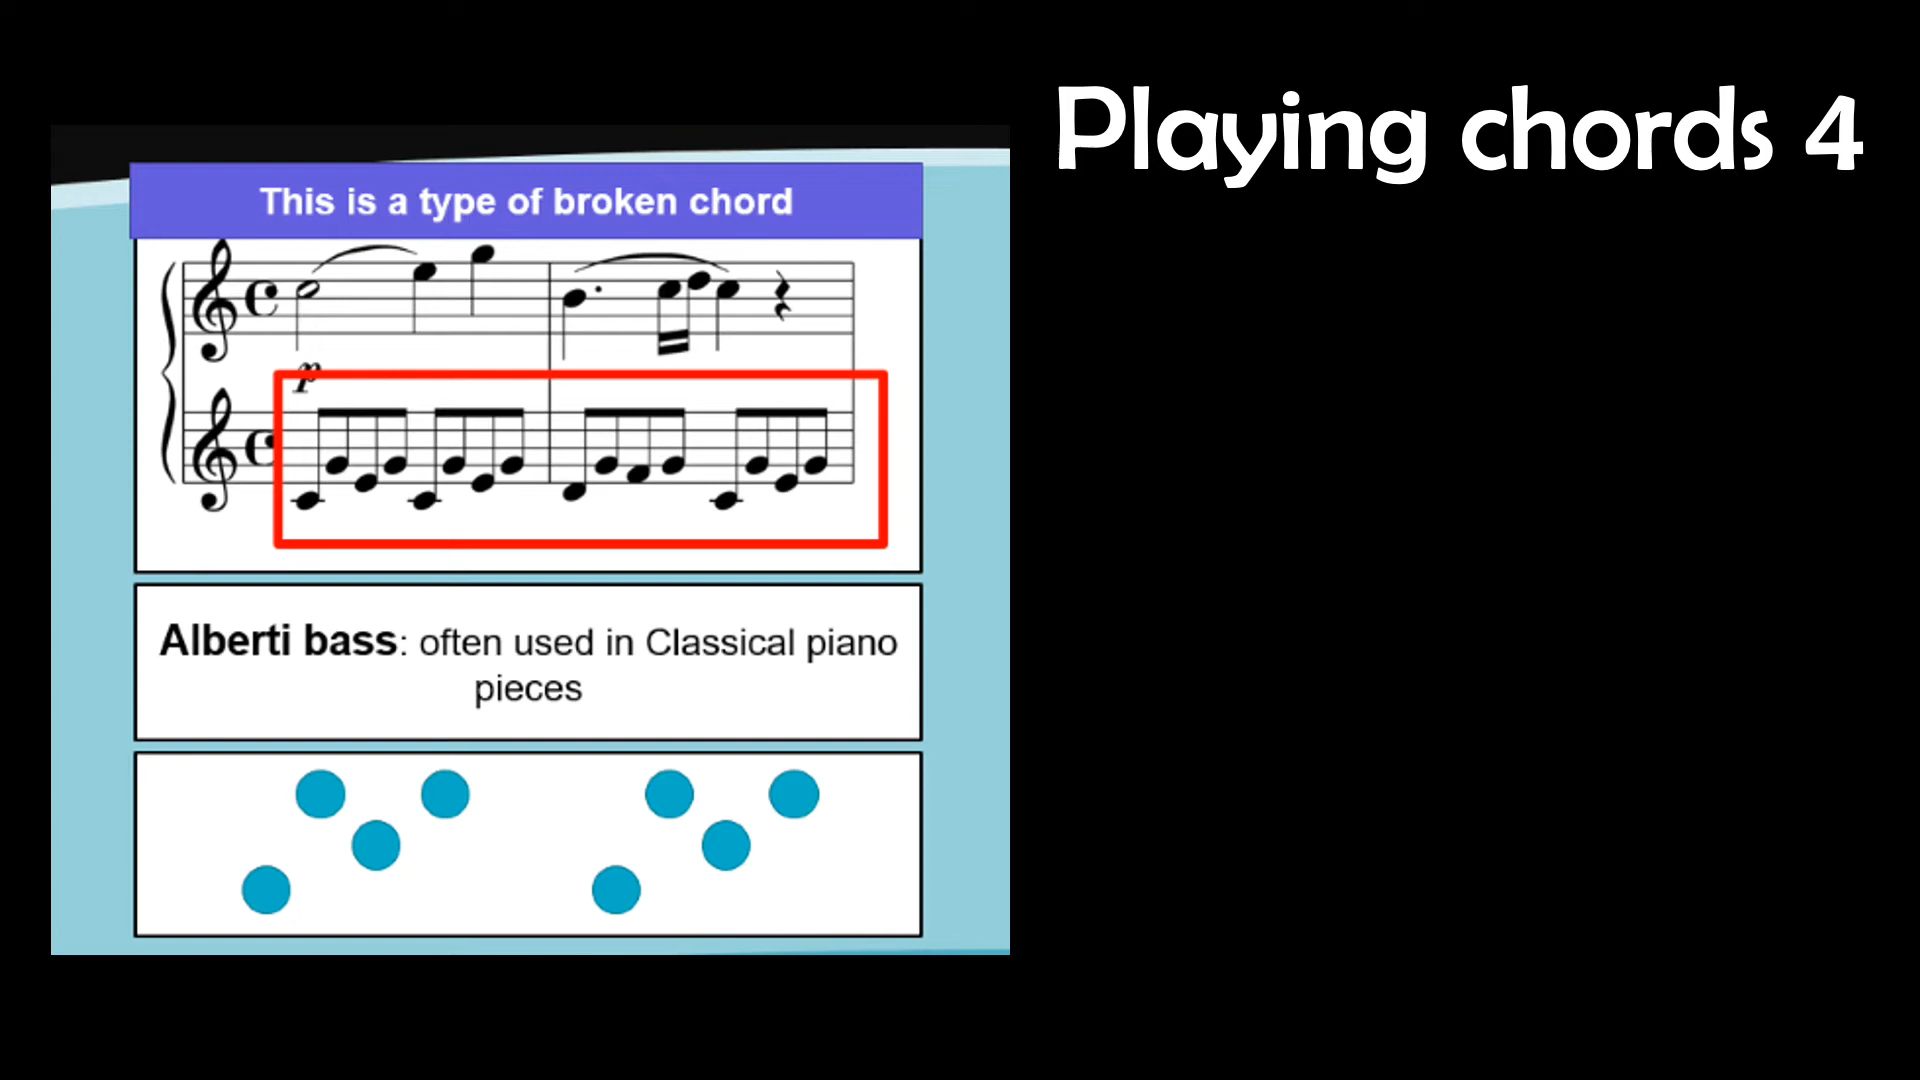 Playing chords 4
This is a type of broken chord
p
Alberti bass: often used in Classical piano
pieces